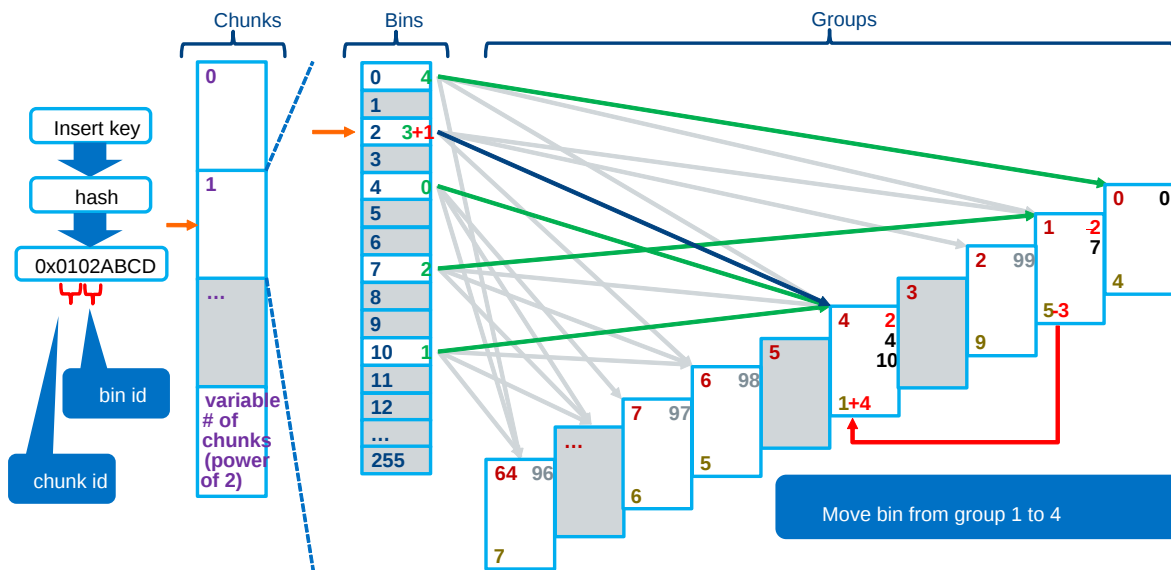 Chunks
Bins
Groups
Insert key
hash
0x0102ABCD
chunk id
bin id
0
1
...
variable
# of
chunks
(power
of 2)
0 4
1
2 3+1
3
4 0
5
6
7 2
8
9
10 1
11
12
...
255
64 96
7
...
7 97
6
6 98
5
5
4 2
4
10
1+4
3
2 99
9
1 2
7
5-3
0 0
4
Move bin from group 1 to 4